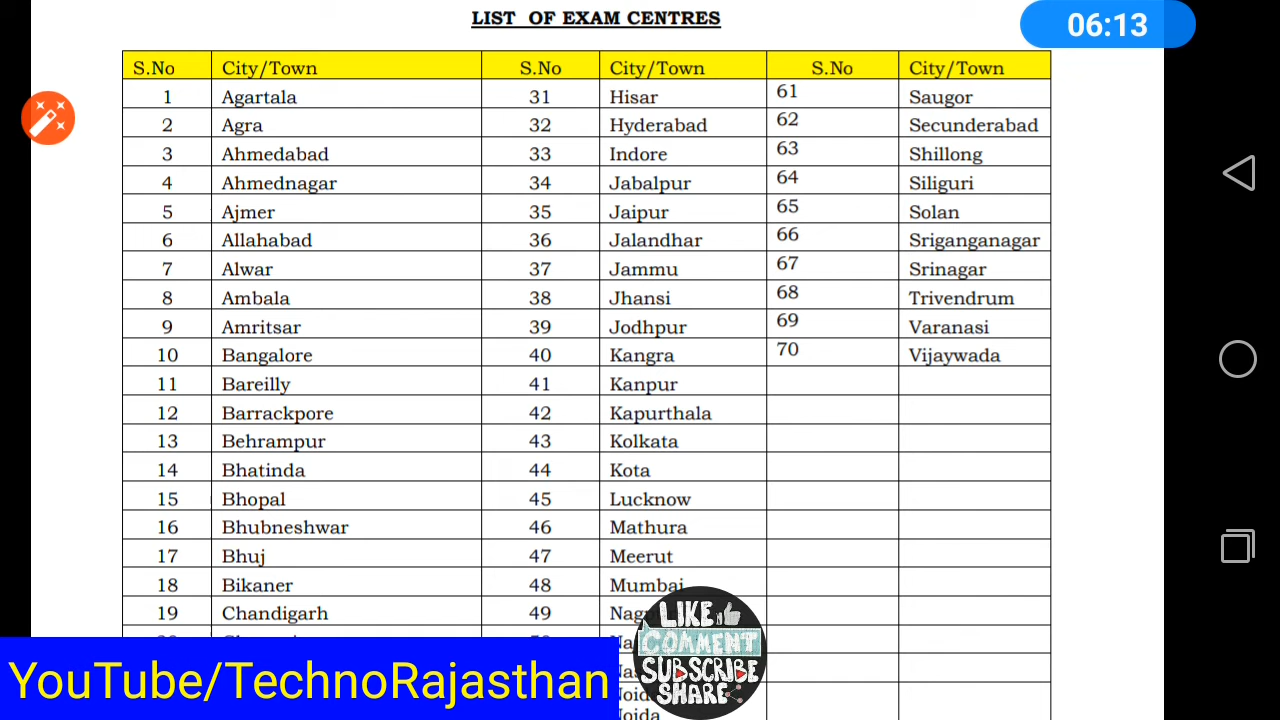 LIST OF EXAM CENTRES
06:13
S.No City/Town S.No City/Town S.No City/Town
1 Agartala 31 Hisar 61 Saugor
2 Agra 32 Hyderabad 62 Secunderabad
3 Ahmedabad 33 Indore 63 Shillong
4 Ahmednagar 34 Jabalpur 64 Siliguri
5 Ajmer 35 Jaipur 65 Solan
6 Allahabad 36 Jalandhar 66 Sriganganagar
7 Alwar 37 Jammu 67 Srinagar
8 Ambala 38 Jhansi 68 Trivendrum
9 Amritsar 39 Jodhpur 69 Varanasi
10 Bangalore 40 Kangra 70 Vijaywada
11 Bareilly 41 Kanpur
12 Barrackpore 42 Kapurthala
13 Behrampur 43 Kolkata
14 Bhatinda 44 Kota
15 Bhopal 45 Lucknow
16 Bhubneshwar 46 Mathura
17 Bhuj 47 Meerut
18 Bikaner 48 Mumbai
19 Chandigarh 49
Noida
YouTube/TechnoRajasthan
LIKE
COMMENT
SUBSCRIBE
SHARE